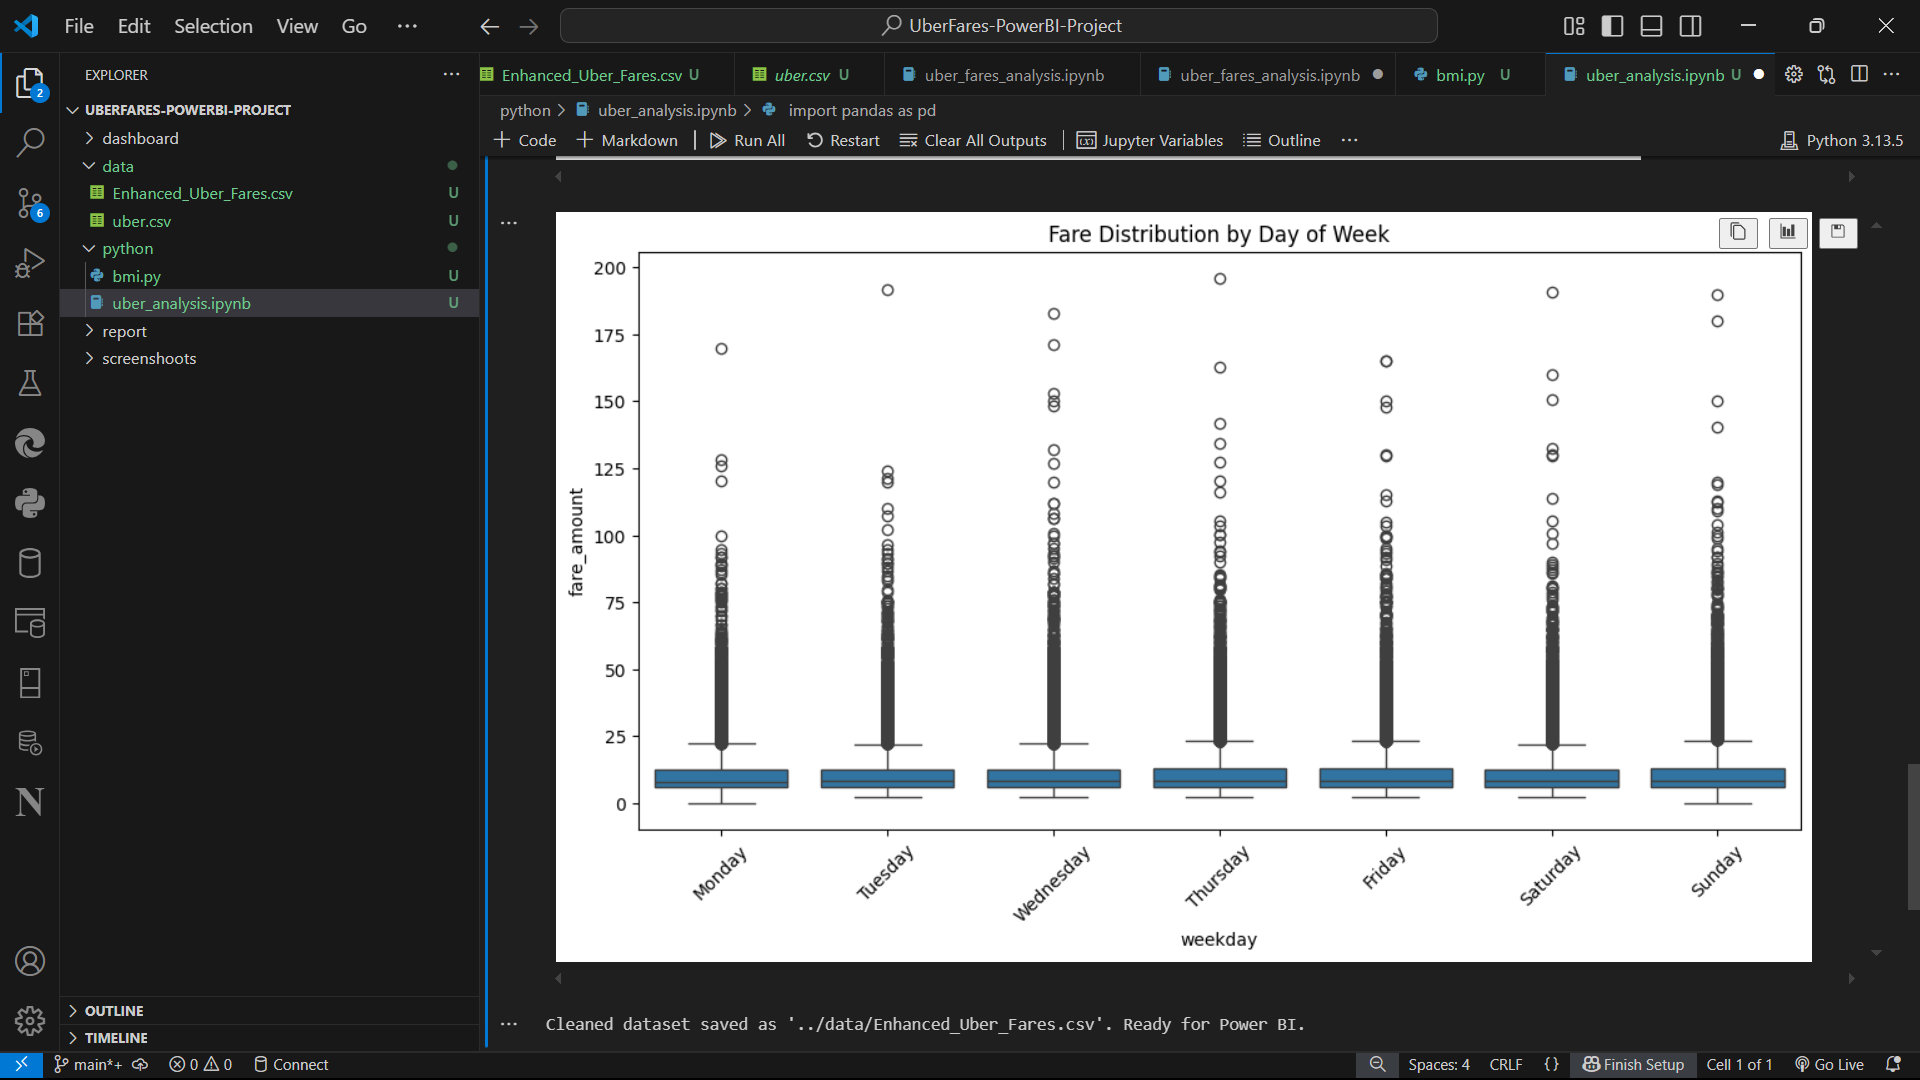 File Edit Selection View Go ···
UberFares-PowerBI-Project
EXPLORER
Enhanced_Uber_Fares.csv U
uber.csv U
uber_fares_analysis.ipynb
uber_fares_analysis.ipynb
bmi.py U
uber_analysis.ipynb U
python > uber_analysis.ipynb > import pandas as pd
+ Code + Markdown Run All Restart Clear All Outputs Jupyter Variables Outline ···
Python 3.13.5
2
6
UBERFARES-POWERBI-PROJECT
dashboard
data
Enhanced_Uber_Fares.csv U
uber.csv U
python
bmi.py U
uber_analysis.ipynb U
report
screenshoots
OUTLINE
TIMELINE
Fare Distribution by Day of Week
fare_amount
200
175
150
125
100
75
50
25
0
Monday Tuesday Wednesday Thursday Friday Saturday Sunday
weekday
Cleaned dataset saved as '../data/Enhanced_Uber_Fares.csv'. Ready for Power BI.
main*+ 0 0 Connect
Spaces: 4 CRLF {} Finish Setup Cell 1 of 1 Go Live